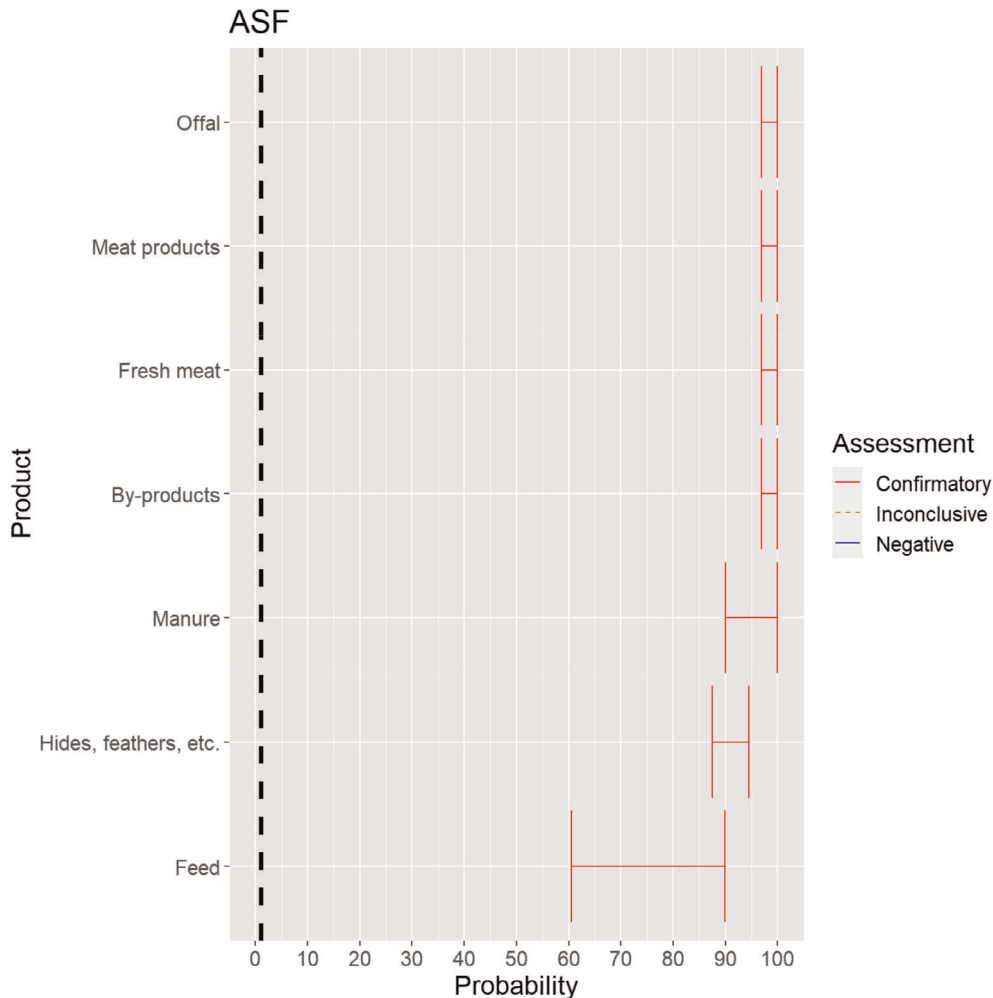 ASF
Product
Offal
Meat products
Fresh meat
By-products
Manure
Hides, feathers, etc.
Feed
0 10 20 30 40 50 60 70 80 90 100
Probability
Assessment
Confirmatory
Inconclusive
Negative